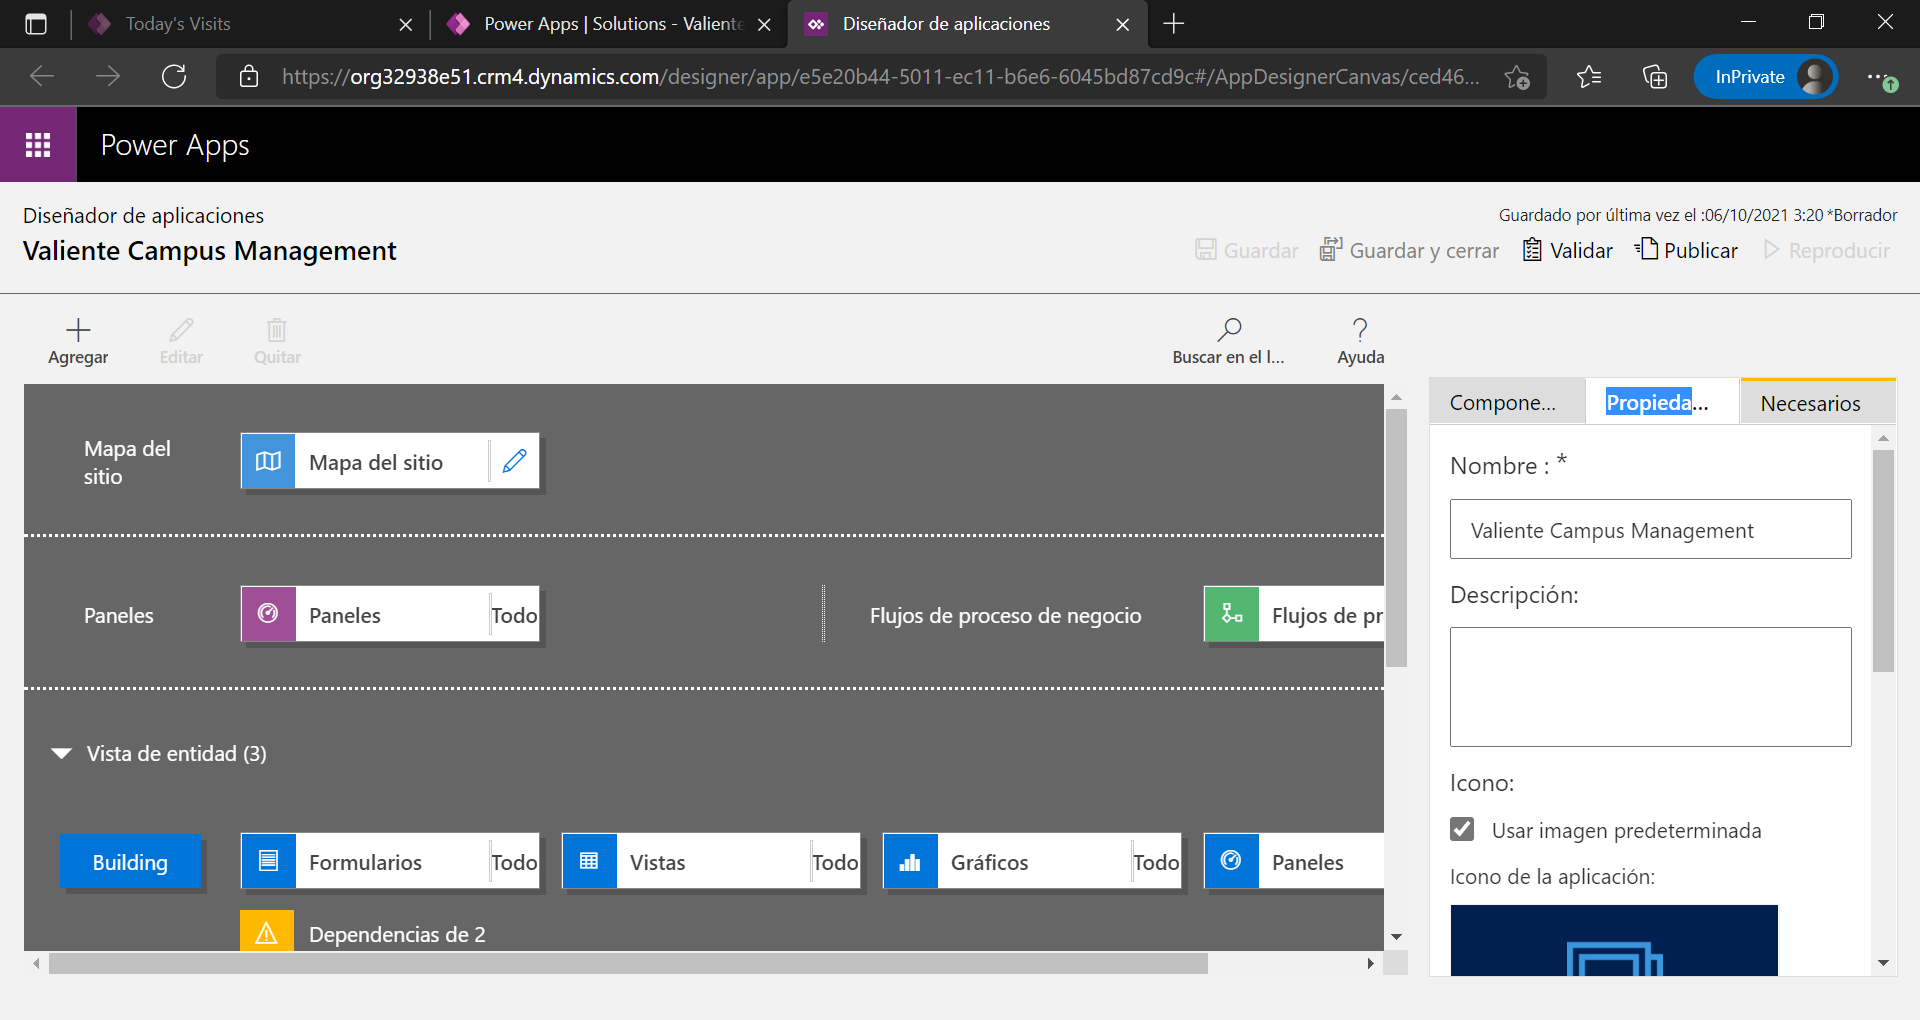 Today's Visits
Power Apps | Solutions - Valiente
Diseñador de aplicaciones
https://org32938e51.crm4.dynamics.com/designer/app/e5e20b44-5011-ec11-b6e6-6045bd87cd9c#/AppDesignerCanvas/ced46...
InPrivate
Power Apps
Diseñador de aplicaciones
Guardado por última vez el :06/10/2021 3:20 *Borrador
Valiente Campus Management
Guardar
Guardar y cerrar
Validar
Publicar
Reproducir
Agregar
Editar
Quitar
Buscar en el l...
Ayuda
Compone...
Propieda...
Necesarios
Mapa del
sitio
Mapa del sitio
Paneles
Paneles
Todo
Flujos de proceso de negocio
Flujos de pr
Vista de entidad (3)
Building
Formularios
Todo
Vistas
Todo
Gráficos
Todo
Paneles
Dependencias de 2
Nombre : *
Valiente Campus Management
Descripción:
Icono:
Usar imagen predeterminada
Icono de la aplicación: